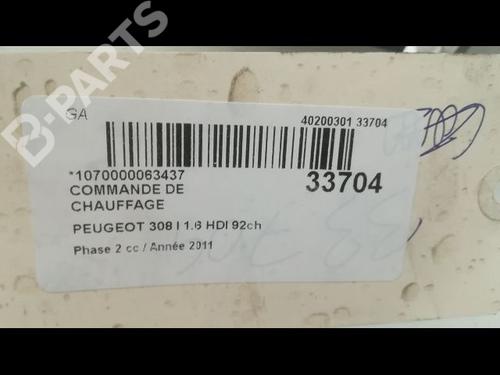 B-PARTS
GA
40200301 33704
*1070000063437
33704
COMMANDE DE
CHAUFFAGE
PEUGEOT 308 I 1.6 HDI 92ch
Phase 2 cc / Année 2011